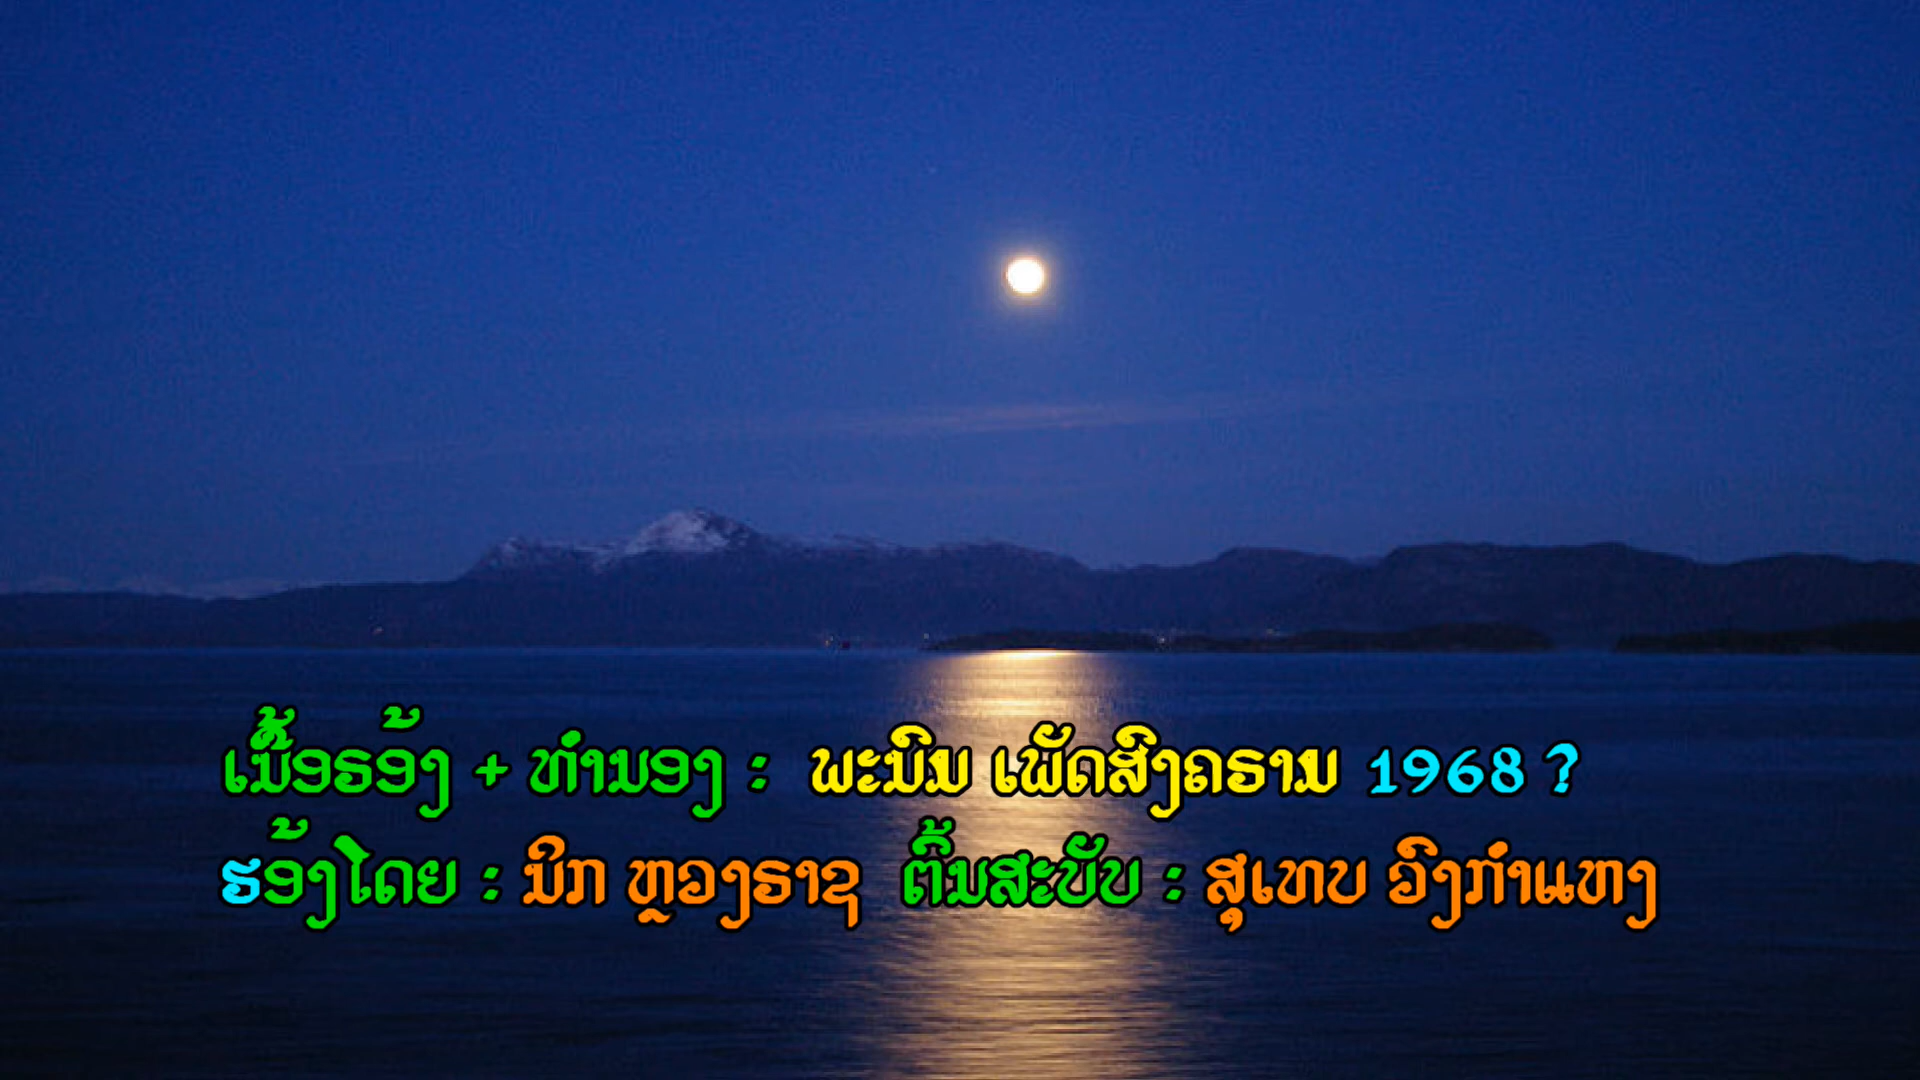 ເນື້ອຮອ້ງ + ທຳນອງ : ພະນິມ ເພັດສົງຄຣາມ 1968 ?
ຮອ້ງໂດຍ : ນິກ ຫຼວງຣາຊ ຕົ້ນສະບັບ : ສຸເທບ ວົງກຳແຫງ